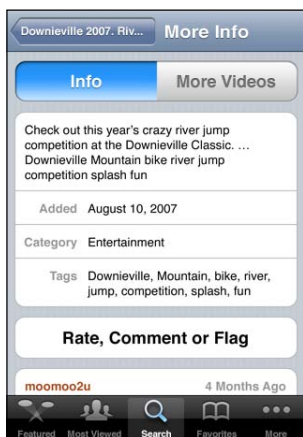 Downieville 2007. Riv...
More Info
Info
More Videos
Check out this year's crazy river jump
competition at the Downieville Classic. ...
Downieville Mountain bike river jump
competition splash fun
Added August 10, 2007
Category Entertainment
Tags Downieville, Mountain, bike, river,
jump, competition, splash, fun
Rate, Comment or Flag
moomoo2u 4 Months Ago
Featured Most Viewed Search Favorites More